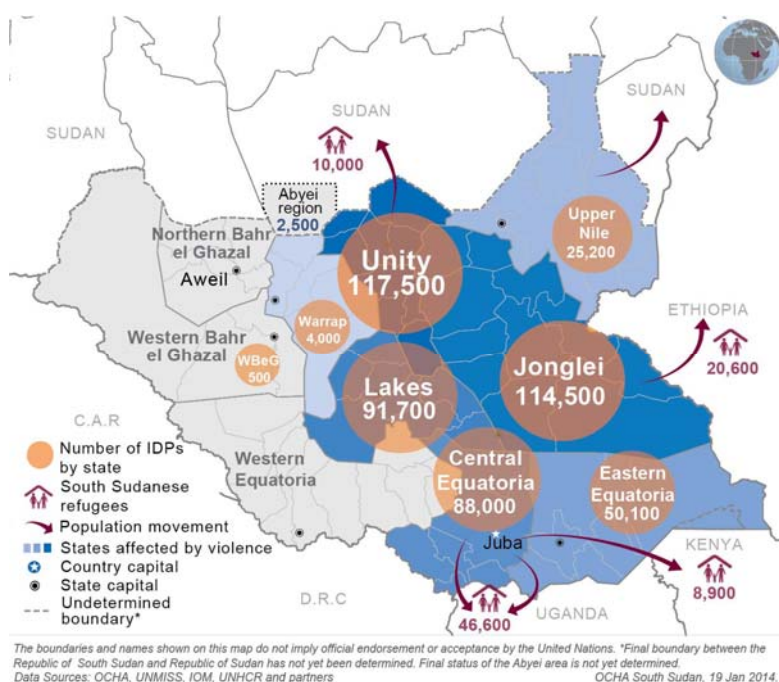 SUDAN
SUDAN
SUDAN
10,000
Abyei
region
2,500
Northern Bahr
el Ghazal
Aweil
Upper
Nile
25,200
Unity
117,500
Western Bahr
el Ghazal
Warrap
4,000
WBeG
500
ETHIOPIA
20,600
Jonglei
114,500
Lakes
91,700
C.A.R
Western
Equatoria
Central
Equatoria
88,000
Eastern
Equatoria
50,100
Juba
KENYA
8,900
D.R.C
46,600
UGANDA
Number of IDPs
by state
South Sudanese
refugees
Population movement
States affected by violence
Country capital
State capital
Undetermined
boundary*
The boundaries and names shown on this map do not imply official endorsement or acceptance by the United Nations. *Final boundary between the
Republic of South Sudan and Republic of Sudan has not yet been determined. Final status of the Abyei area is not yet determined.
Data Sources: OCHA, UNMISS, IOM, UNHCR and partners
OCHA South Sudan, 19 Jan 2014.